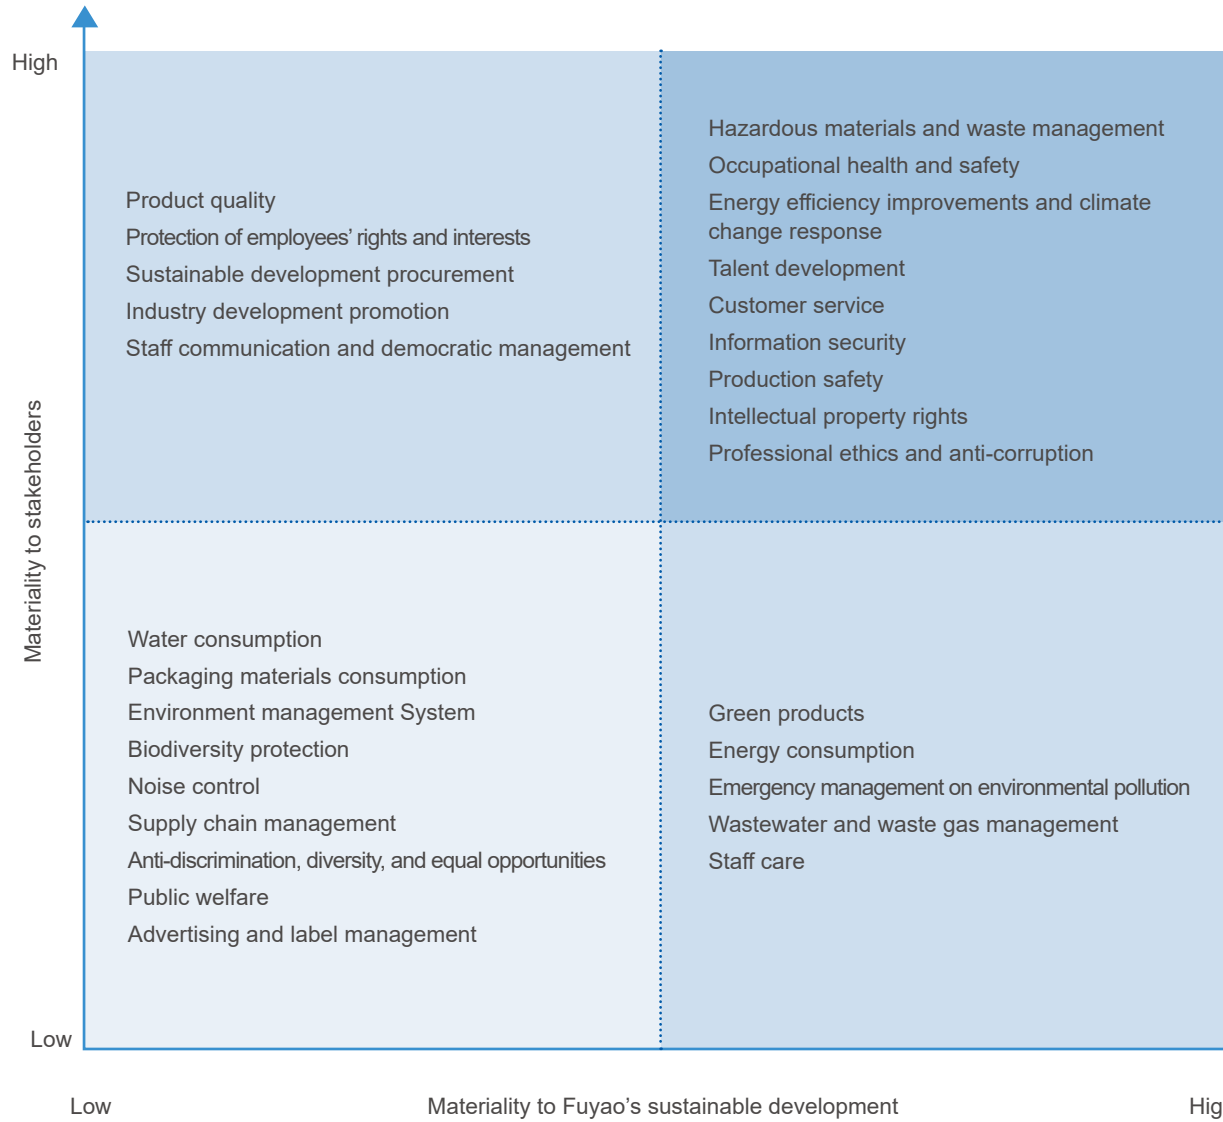 High
Product quality
Protection of employees’ rights and interests
Sustainable development procurement
Industry development promotion
Staff communication and democratic management
Hazardous materials and waste management
Occupational health and safety
Energy efficiency improvements and climate
change response
Talent development
Customer service
Information security
Production safety
Intellectual property rights
Professional ethics and anti-corruption
Materiality to stakeholders
Water consumption
Packaging materials consumption
Environment management System
Biodiversity protection
Noise control
Supply chain management
Anti-discrimination, diversity, and equal opportunities
Public welfare
Advertising and label management
Green products
Energy consumption
Emergency management on environmental pollution
Wastewater and waste gas management
Staff care
Low
Low
Materiality to Fuyao’s sustainable development
Hig